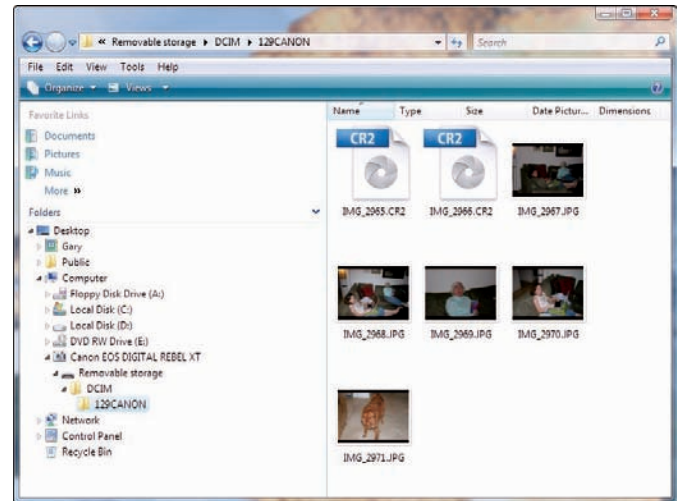 « Removable storage ▸ DCIM ▸ 129CANON
Search
File Edit View Tools Help
Organize Views
Favorite Links
Documents
Pictures
Music
More »
Folders
Desktop
Gary
Public
Computer
Floppy Disk Drive (A:)
Local Disk (C:)
Local Disk (D:)
DVD RW Drive (E:)
Canon EOS DIGITAL REBEL XT
Removable storage
DCIM
129CANON
Network
Control Panel
Recycle Bin
Name Type Size Date Pictur... Dimensions
CR2 CR2
IMG_2965.CR2 IMG_2966.CR2 IMG_2967.JPG
IMG_2968.JPG IMG_2969.JPG IMG_2970.JPG
IMG_2971.JPG